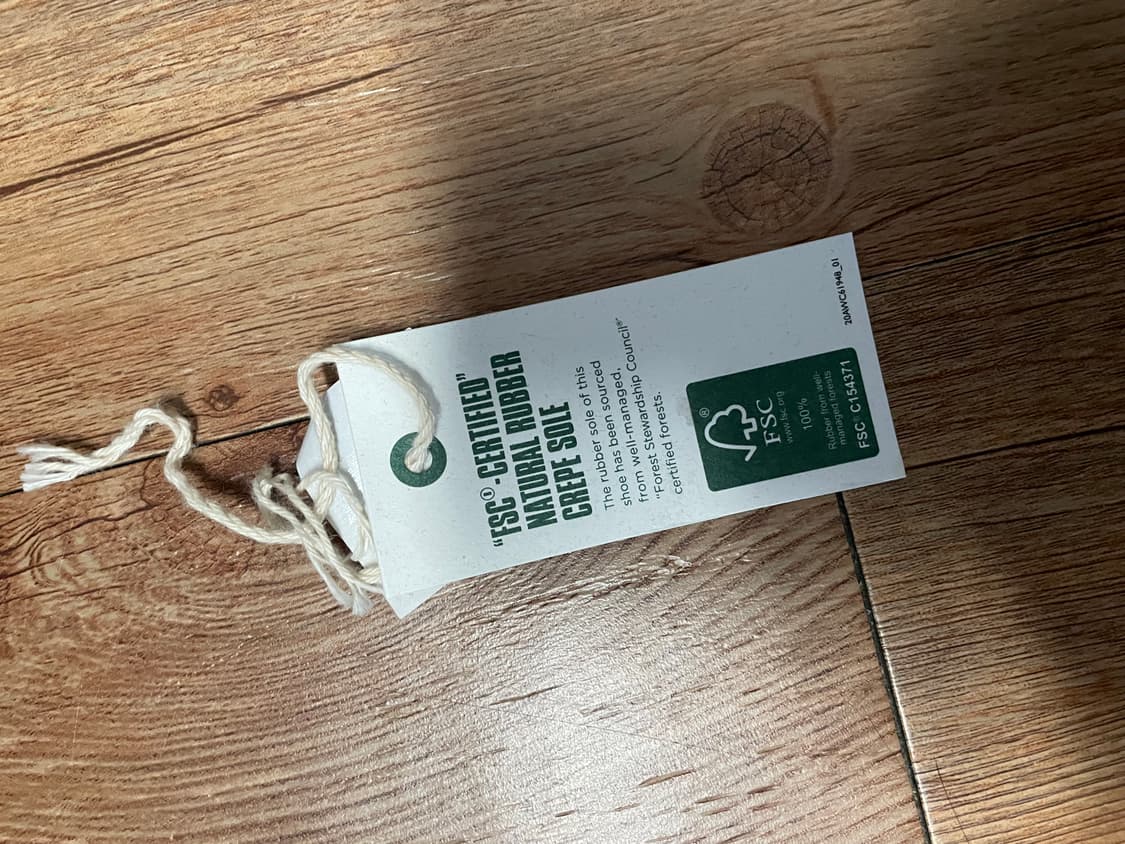 “FSC®-CERTIFIED”
NATURAL RUBBER
CREPE SOLE
The rubber sole of this
shoe has been sourced
from well-managed,
“Forest Stewardship Council®”
certified forests.
®
FSC
www.fsc.org
100%
Rubber from well-
managed forests
FSC® C154371
20AWC61948_01